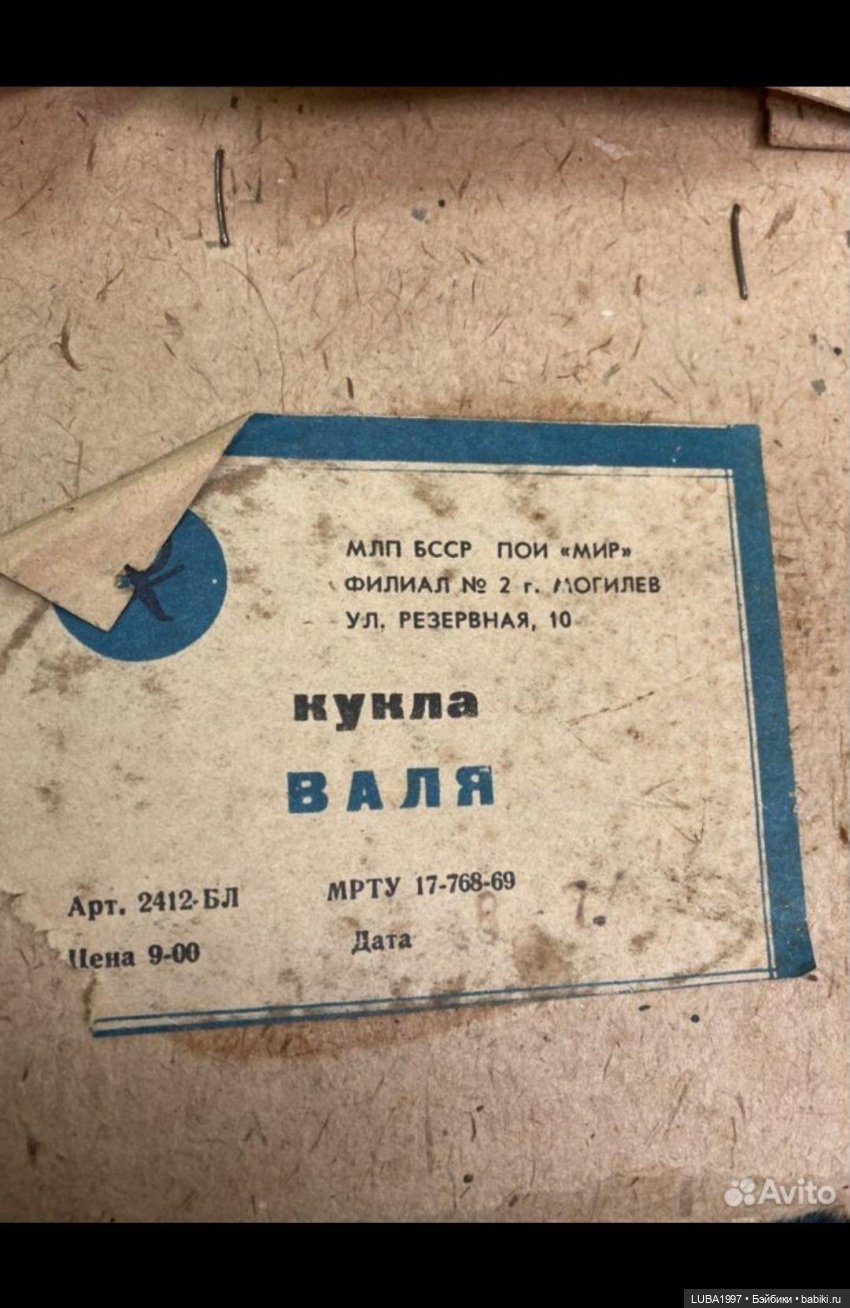 МЛП БССР ПОИ «МИР»
ФИЛИАЛ № 2 г. МОГИЛЕВ
УЛ. РЕЗЕРВНАЯ, 10
кукла
ВАЛЯ
Арт. 2412-БЛ МРТУ 17-768-69
Цена 9-00 Дата
Avito
LUBA1997 • Бэйбики • babiki.ru